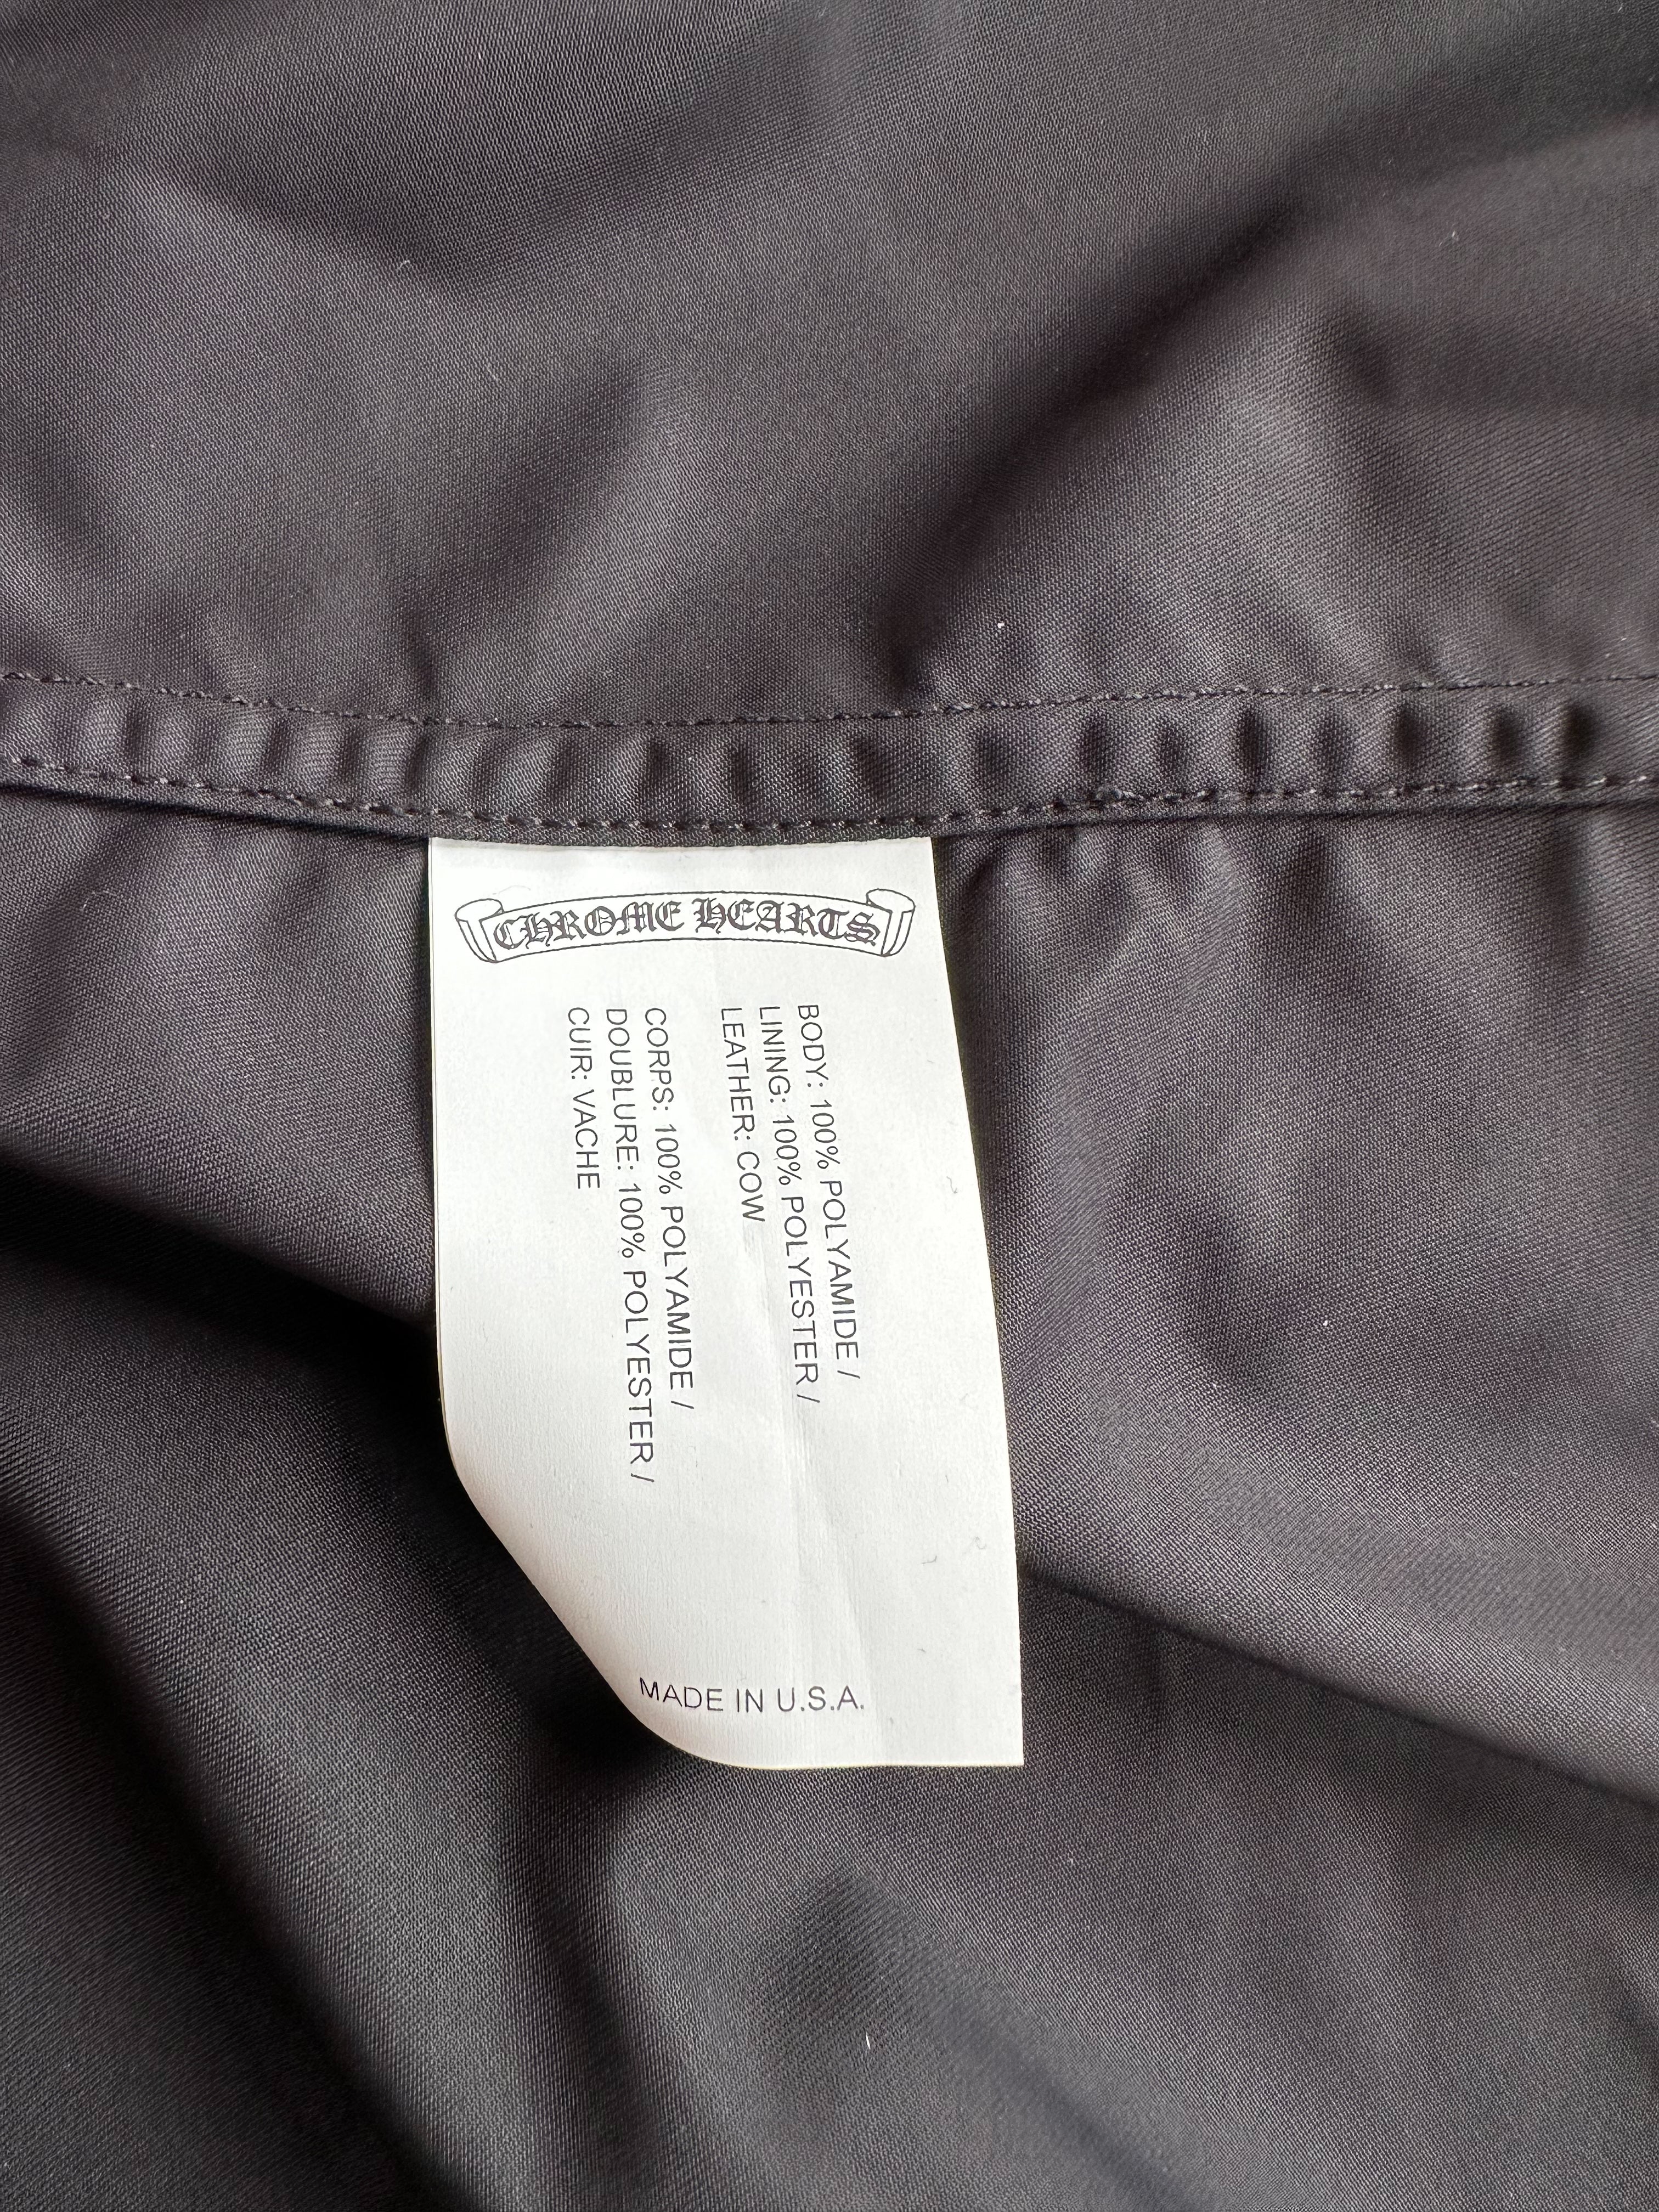 CHROME HEARTS
BODY: 100% POLYAMIDE /
LINING: 100% POLYESTER /
LEATHER: COW
CORPS: 100% POLYAMIDE /
DOUBLURE: 100% POLYESTER /
CUIR: VACHE
MADE IN U.S.A.